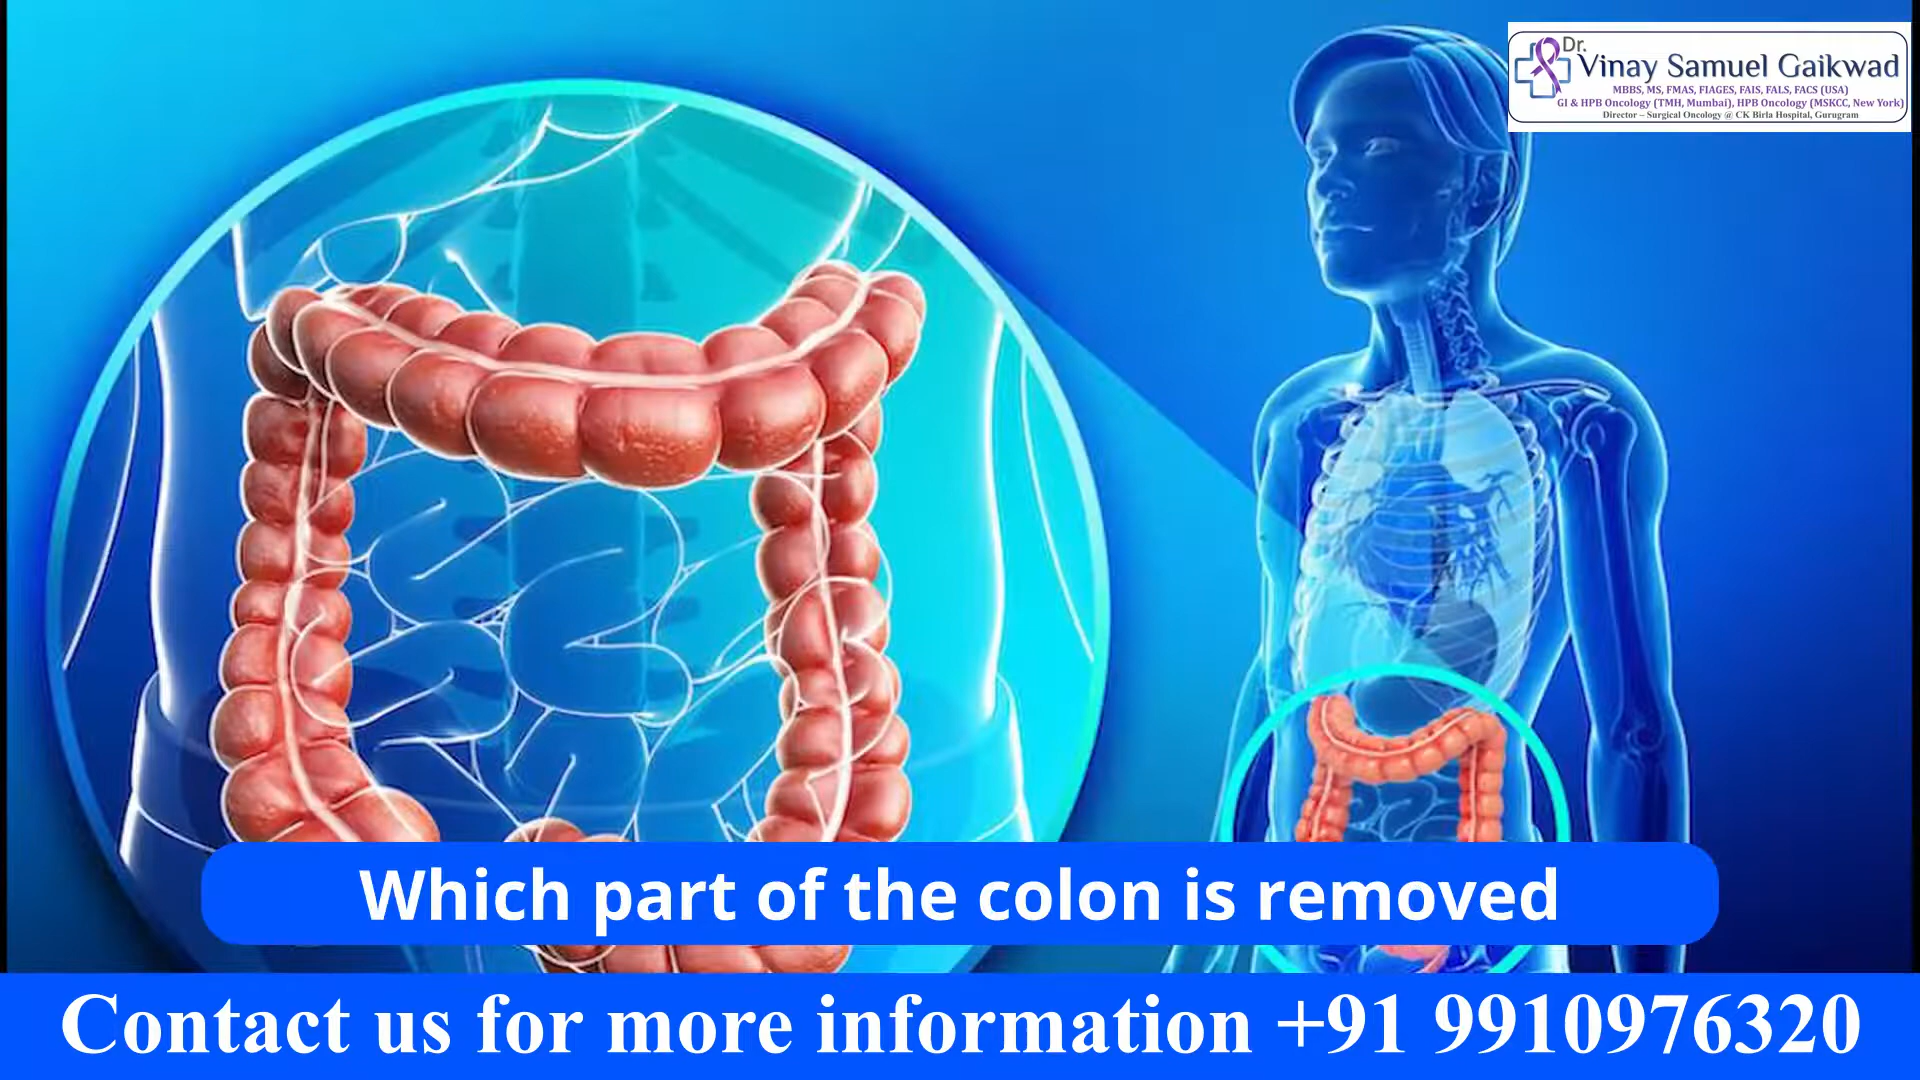 Dr.
Vinay Samuel Gaikwad
MBBS, MS, FMAS, FIAGES, FAIS, FALS, FACS (USA)
GI & HPB Oncology (TMH, Mumbai), HPB Oncology (MSKCC, New York)
Director – Surgical Oncology @ CK Birla Hospital, Gurugram
Which part of the colon is removed
Contact us for more information +91 9910976320